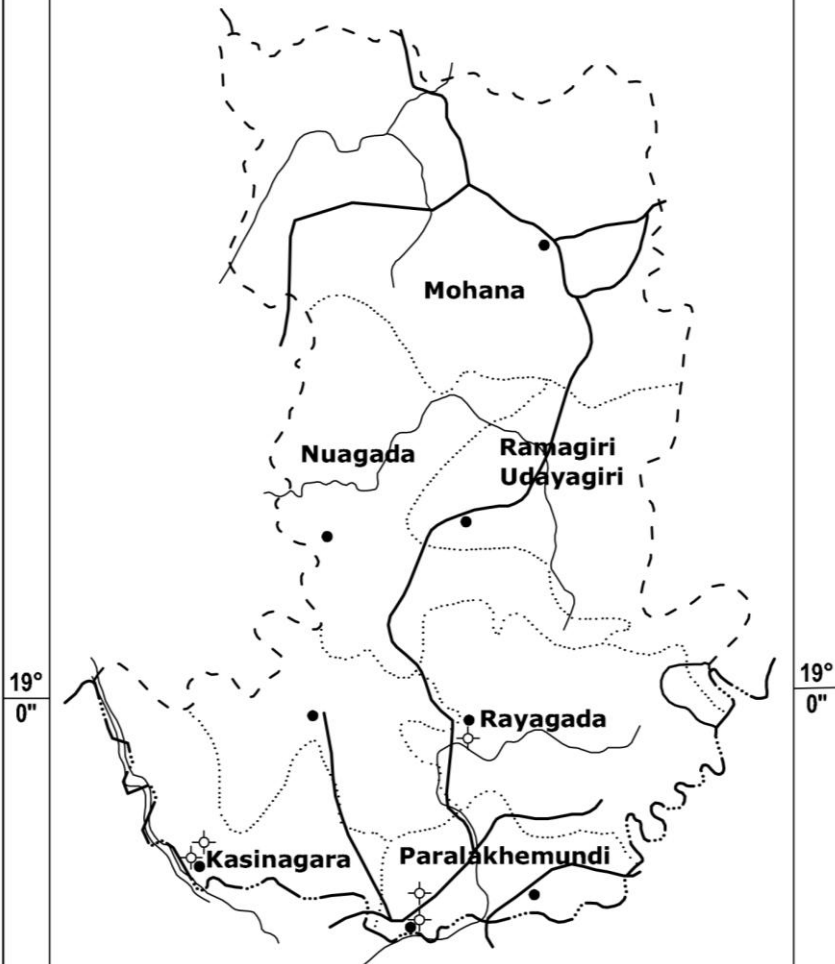 Mohana
Nuagada
Ramagiri
Udayagiri
19°
0"
19°
0"
Rayagada
Kasinagara
Paralakhemundi